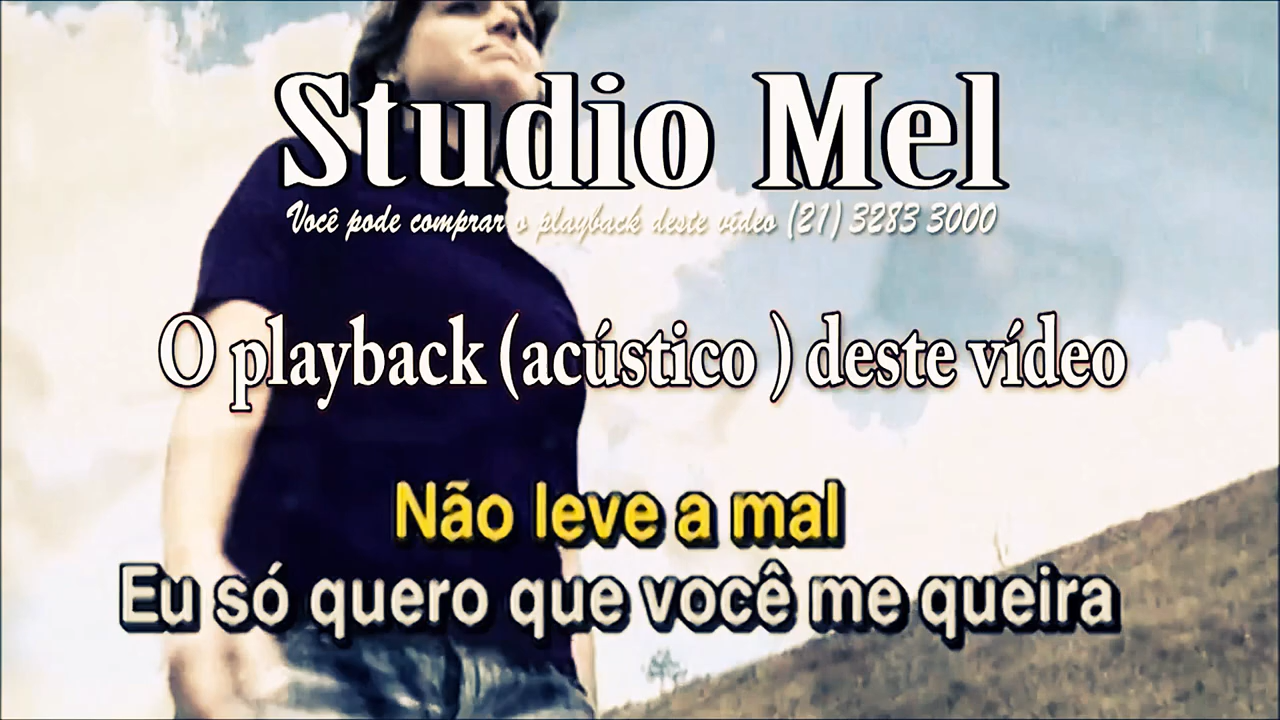 Studio Mel
Você pode comprar o playback deste vídeo (21) 3283 3000
O playback (acústico ) deste vídeo
Não leve a mal
Eu só quero que você me queira